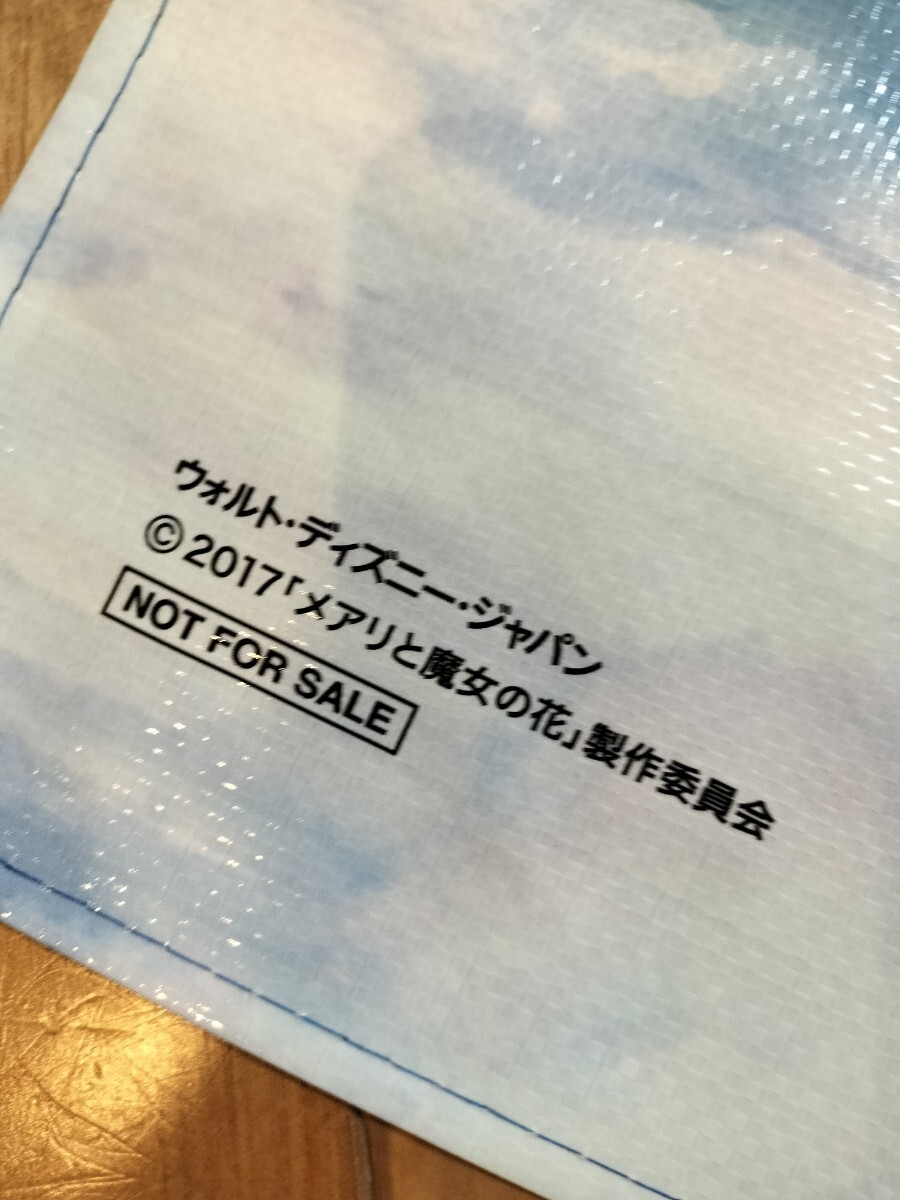 ウォルト・ディズニー・ジャパン
©2017「メアリと魔女の花」製作委員会
NOT FOR SALE